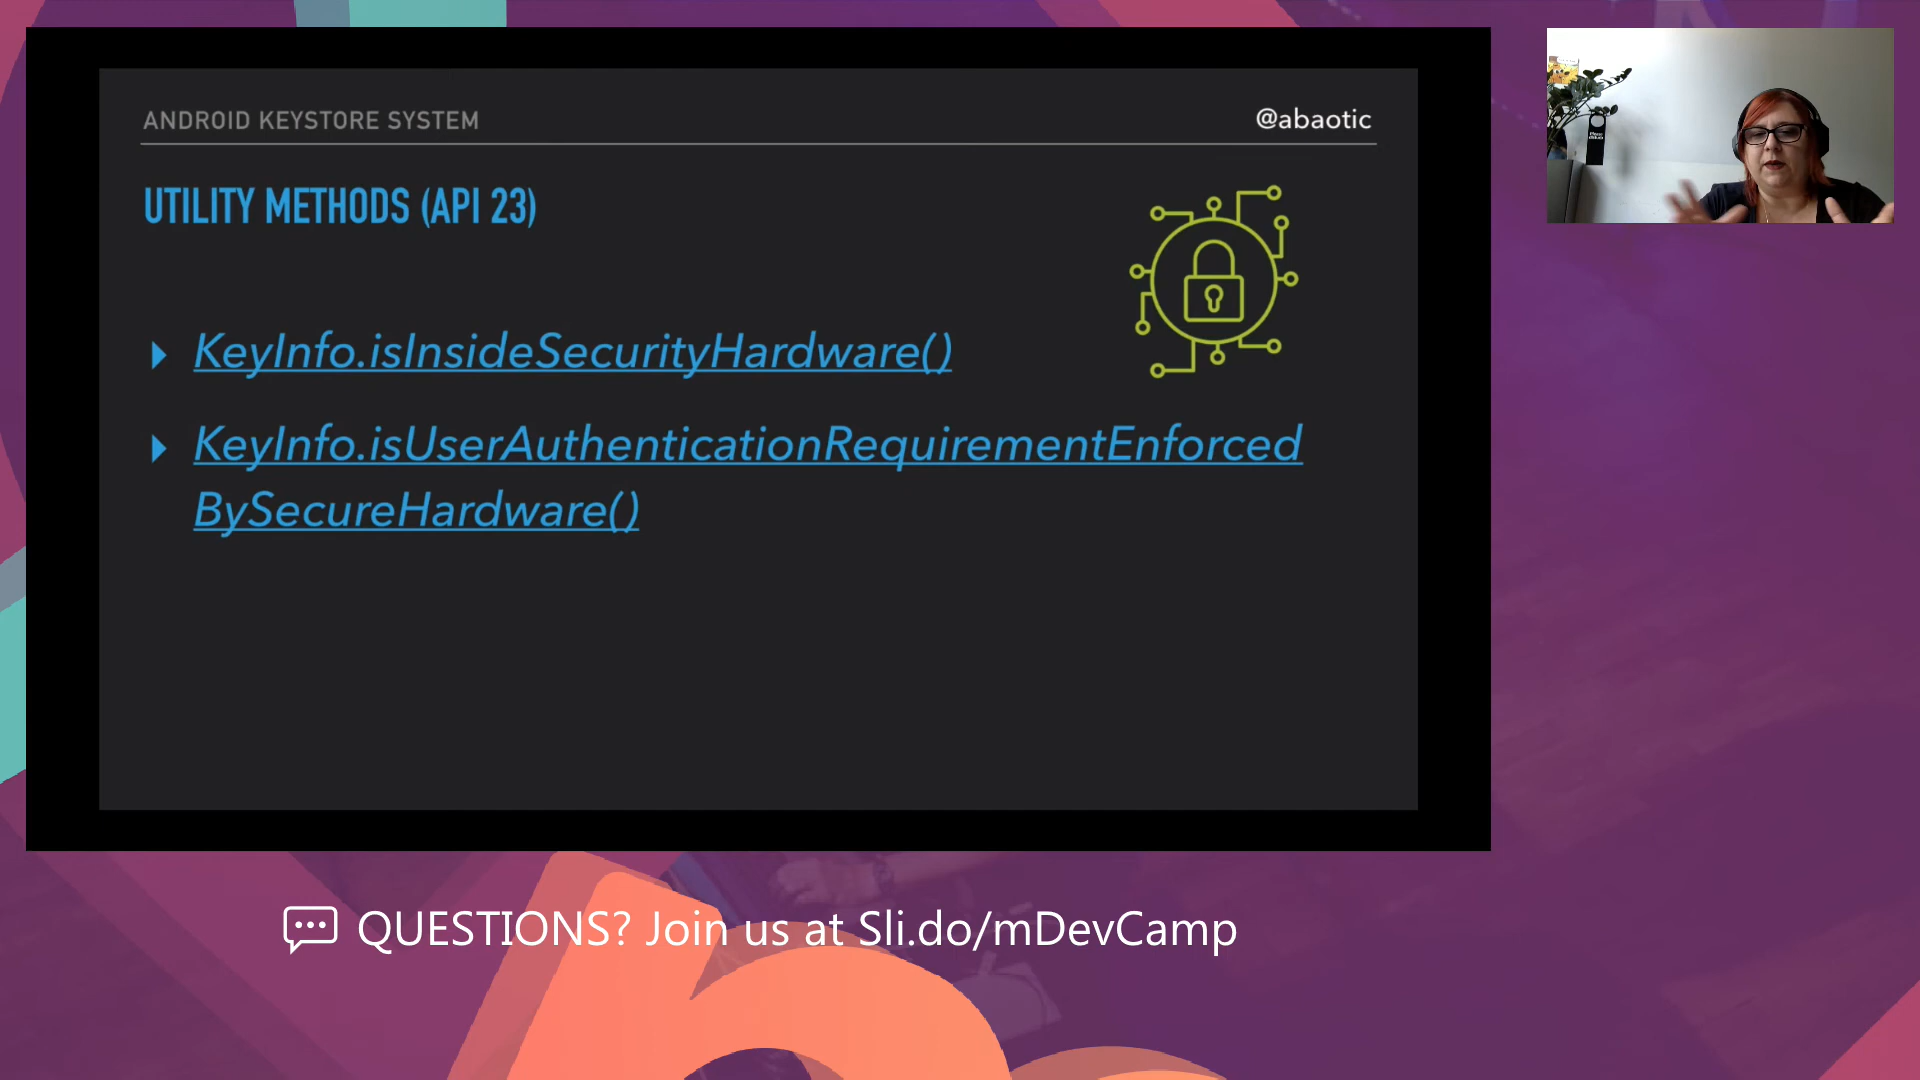 ANDROID KEYSTORE SYSTEM
@abaotic
UTILITY METHODS (API 23)
KeyInfo.isInsideSecurityHardware()
KeyInfo.isUserAuthenticationRequirementEnforced
BySecureHardware()
QUESTIONS? Join us at Sli.do/mDevCamp